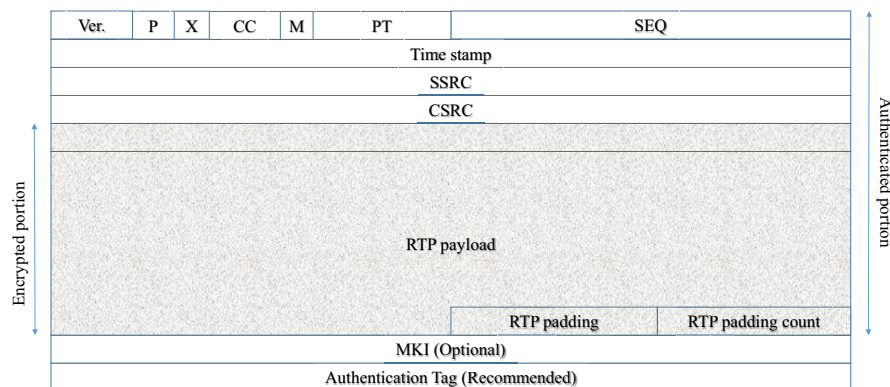 Ver. P X CC M PT SEQ
Time stamp
SSRC
CSRC
RTP payload
RTP padding RTP padding count
MKI (Optional)
Authentication Tag (Recommended)
Encrypted portion
Authenticated portion